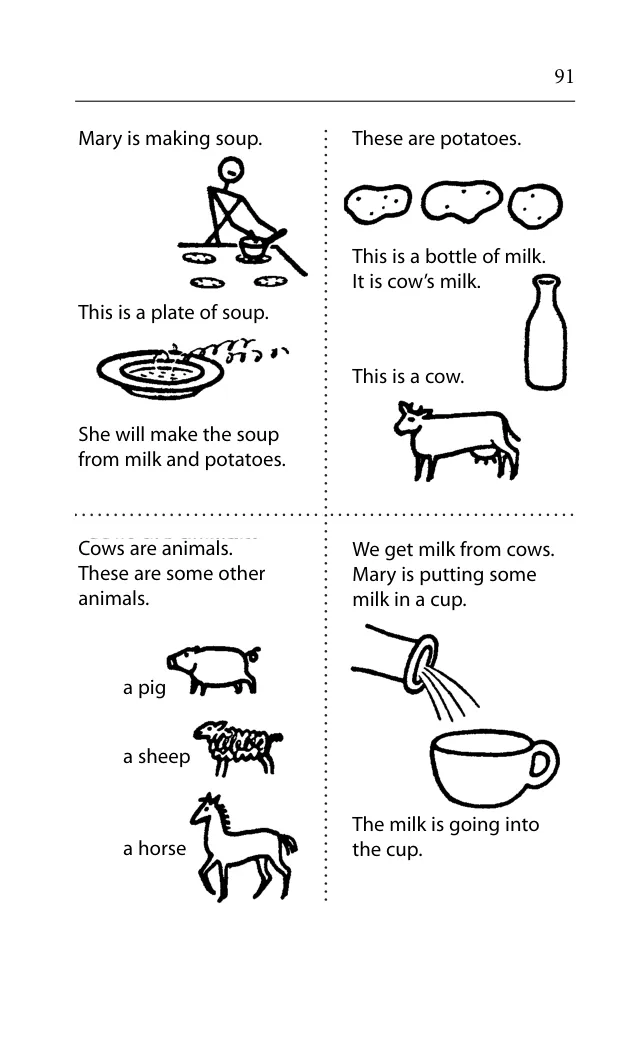 91
Mary is making soup.
This is a plate of soup.
She will make the soup
from milk and potatoes.
These are potatoes.
This is a bottle of milk.
It is cow’s milk.
This is a cow.
Cows are animals.
These are some other
animals.
a pig
a sheep
a horse
We get milk from cows.
Mary is putting some
milk in a cup.
The milk is going into
the cup.